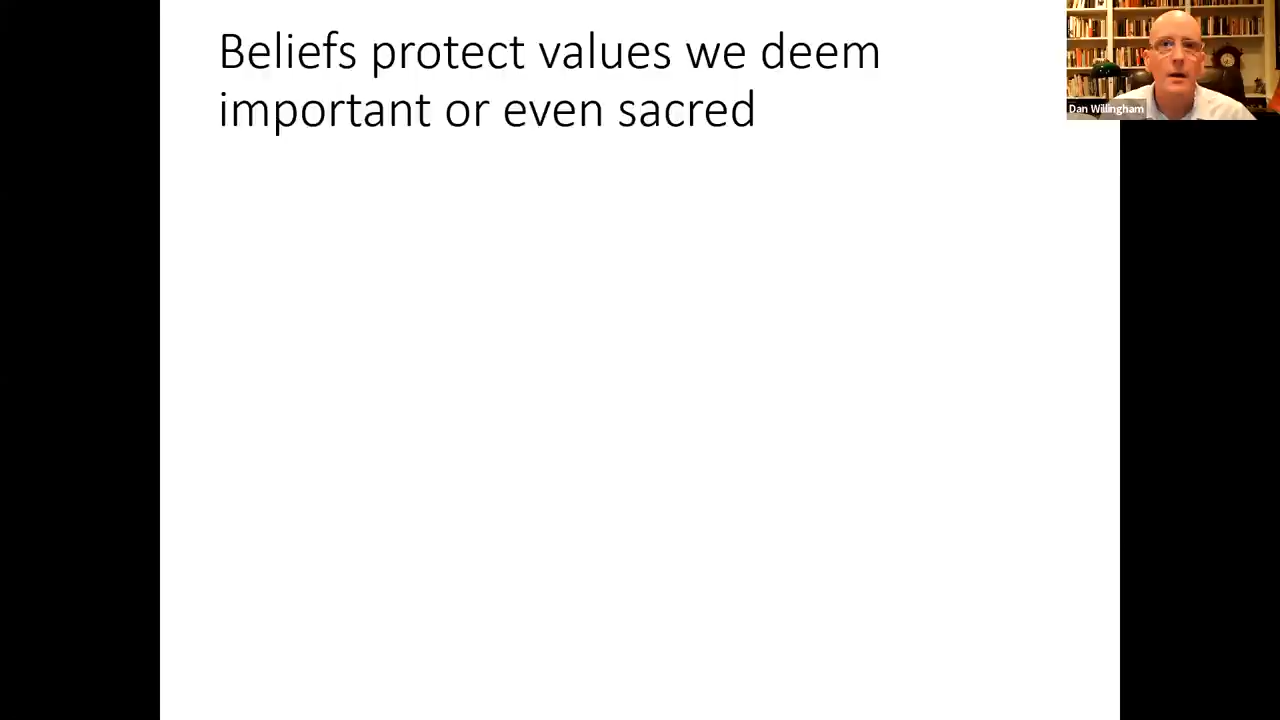 Beliefs protect values we deem
important or even sacred
Dan Willingham